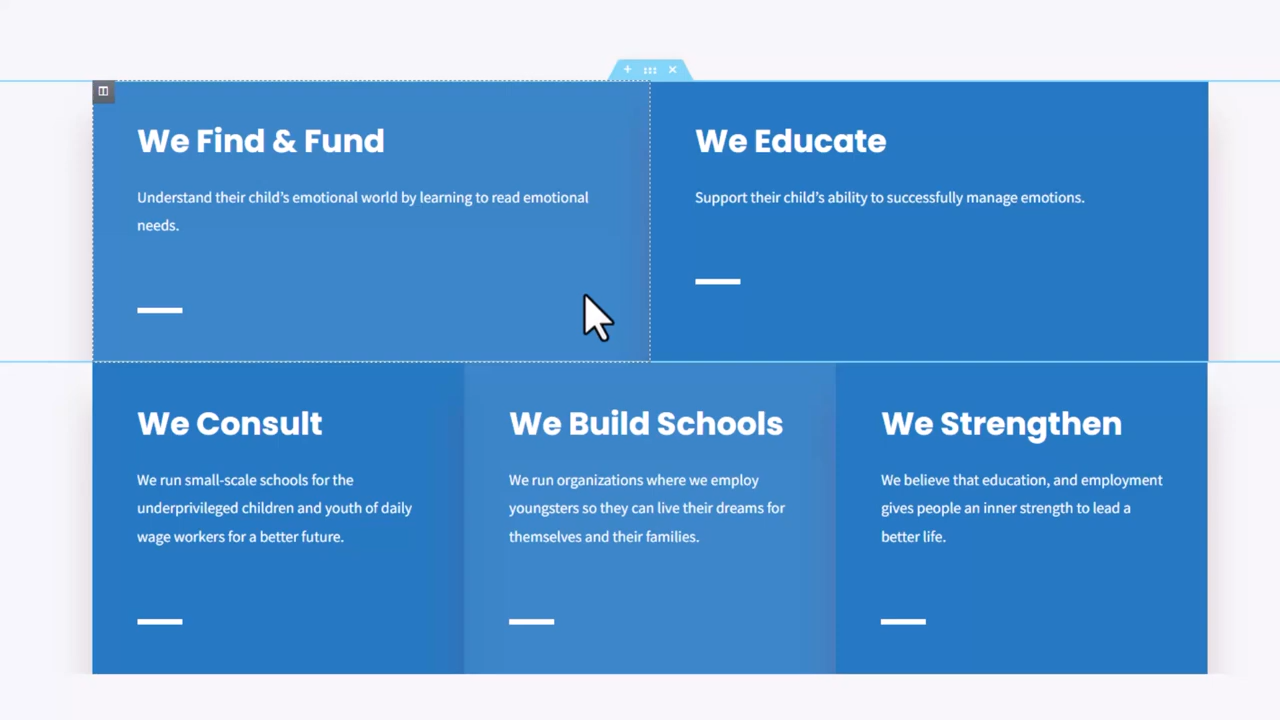 We Find & Fund
Understand their child’s emotional world by learning to read emotional
needs.
We Educate
Support their child’s ability to successfully manage emotions.
We Consult
We run small-scale schools for the
underprivileged children and youth of daily
wage workers for a better future.
We Build Schools
We run organizations where we employ
youngsters so they can live their dreams for
themselves and their families.
We Strengthen
We believe that education, and employment
gives people an inner strength to lead a
better life.